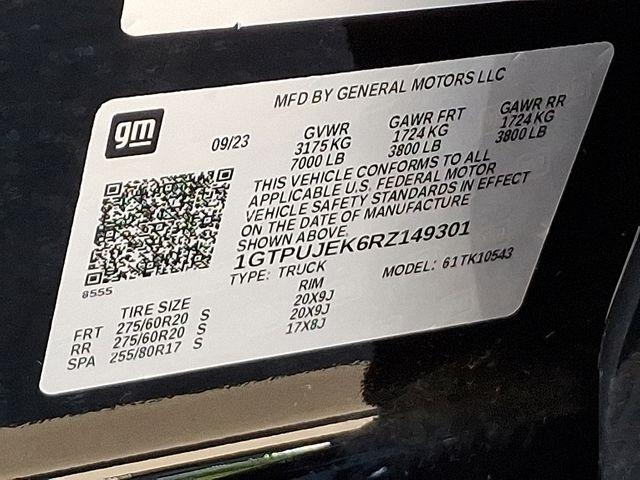 MFD BY GENERAL MOTORS LLC
gm
09/23 GVWR GAWR FRT GAWR RR
3175 KG 1724 KG 1724 KG
7000 LB 3800 LB 3800 LB
THIS VEHICLE CONFORMS TO ALL
APPLICABLE U.S. FEDERAL MOTOR
VEHICLE SAFETY STANDARDS IN EFFECT
ON THE DATE OF MANUFACTURE
SHOWN ABOVE.
1GTPUJEK6RZ149301
TYPE: TRUCK MODEL: 61TK10543
8555
TIRE SIZE RIM
FRT 275/60R20 S 20X9J
RR 275/60R20 S 20X9J
SPA 255/80R17 S 17X8J